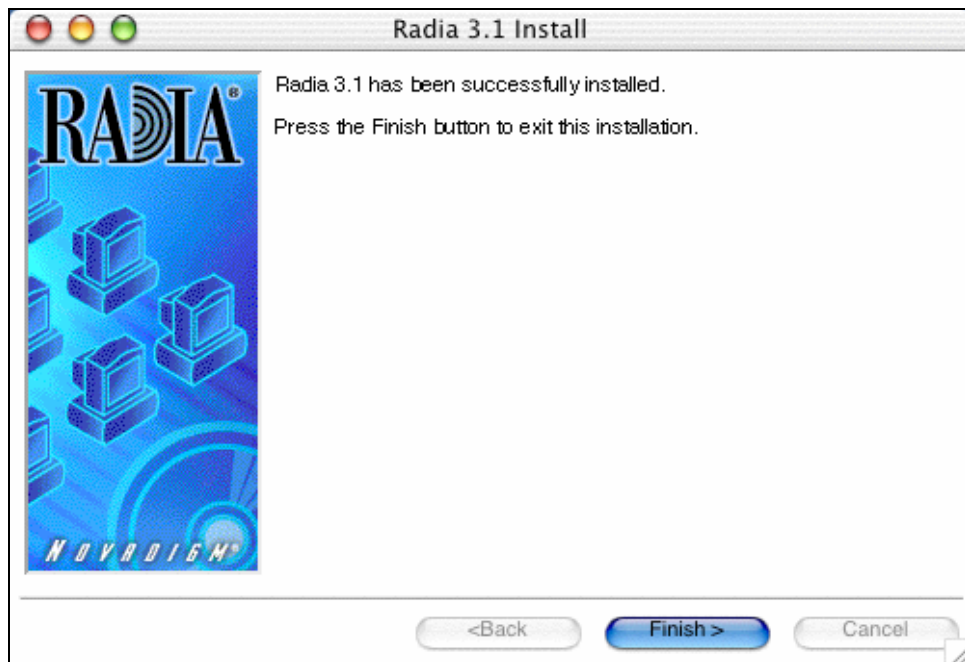 Radia 3.1 Install
RADIA®
Radia 3.1 has been successfully installed.
Press the Finish button to exit this installation.
NOVADIGM®
<Back
Finish >
Cancel